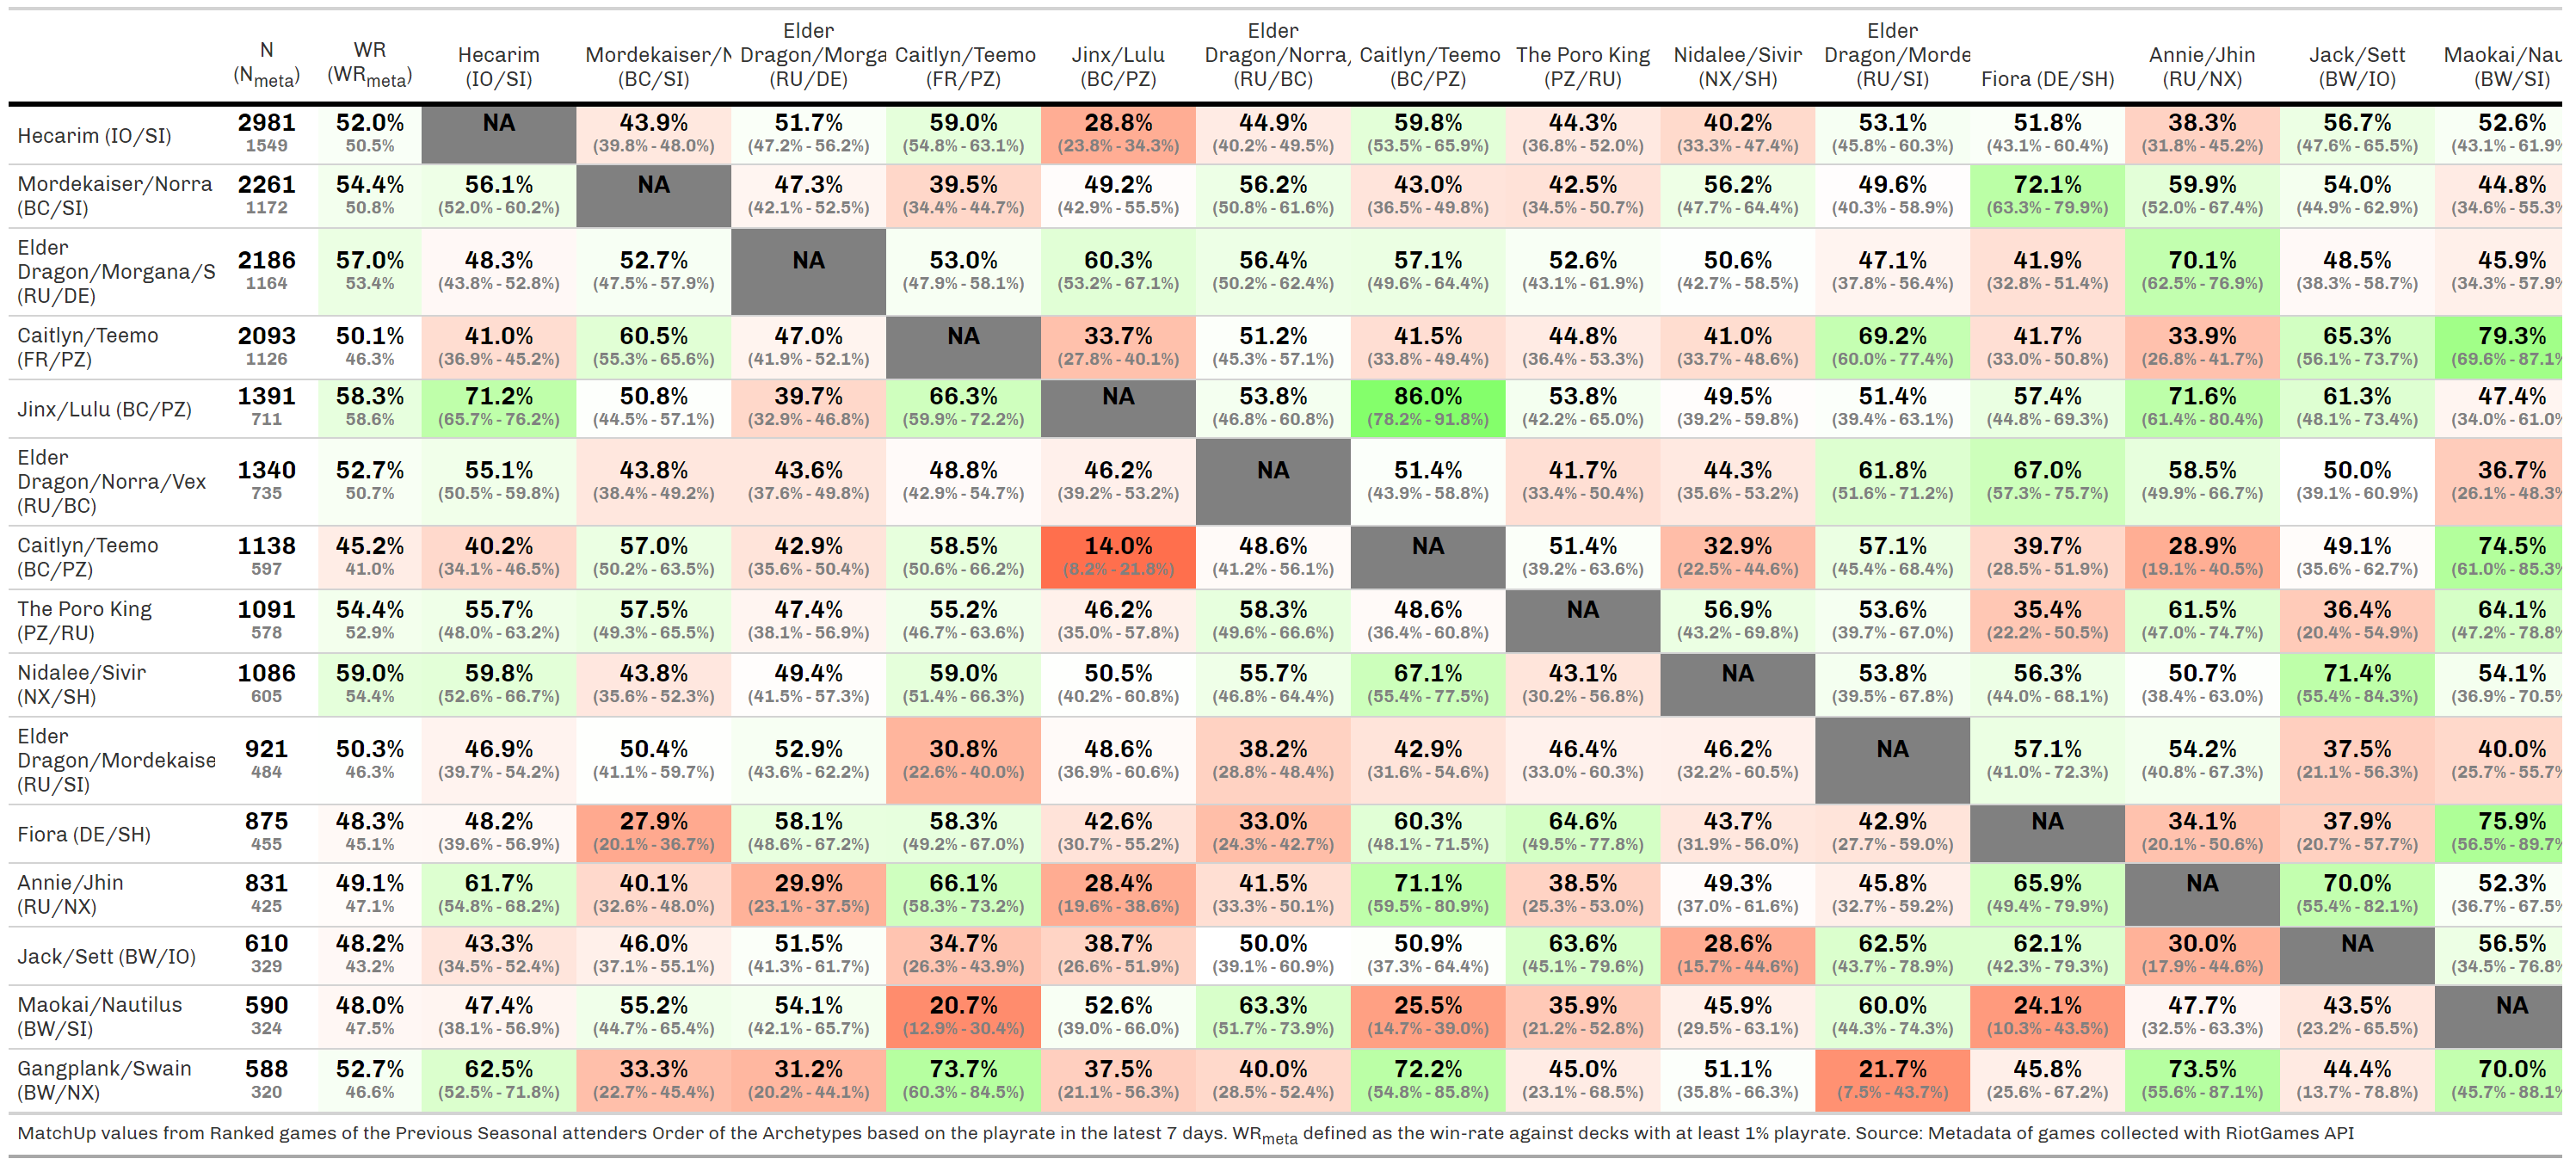 N (N meta) WR (WR meta) Hecarim (IO/SI) Mordekaiser/N (BC/SI) Elder Dragon/Morga (RU/DE) Caitlyn/Teemo (FR/PZ) Jinx/Lulu (BC/PZ) Elder Dragon/Norra, (RU/BC) Caitlyn/Teemo (BC/PZ) The Poro King (PZ/RU) Nidalee/Sivir (NX/SH) Elder Dragon/Morde (RU/SI) Fiora (DE/SH) Annie/Jhin (RU/NX) Jack/Sett (BW/IO) Maokai/Nau (BW/SI)
Hecarim (IO/SI) 2981 52.0% NA 43.9% 51.7% 59.0% 28.8% 44.9% 59.8% 44.3% 40.2% 53.1% 51.8% 38.3% 56.7% 52.6%
1549 50.5% (39.8% - 48.0%) (47.2% - 56.2%) (54.8% - 63.1%) (23.8% - 34.3%) (40.2% - 49.5%) (53.5% - 65.9%) (36.8% - 52.0%) (33.3% - 47.4%) (45.8% - 60.3%) (43.1% - 60.4%) (31.8% - 45.2%) (47.6% - 65.5%) (43.1% - 61.9%
Mordekaiser/Norra 2261 54.4% 56.1% NA 47.3% 39.5% 49.2% 56.2% 43.0% 42.5% 56.2% 49.6% 72.1% 59.9% 54.0% 44.8%
(BC/SI) 1172 50.8% (52.0% - 60.2%) (42.1% - 52.5%) (34.4% - 44.7%) (42.9% - 55.5%) (50.8% - 61.6%) (36.5% - 49.8%) (34.5% - 50.7%) (47.7% - 64.4%) (40.3% - 58.9%) (63.3% - 79.9%) (52.0% - 67.4%) (44.9% - 62.9%) (34.6% - 55.3%
Elder
Dragon/Morgana/S 2186 57.0% 48.3% 52.7% NA 53.0% 60.3% 56.4% 57.1% 52.6% 50.6% 47.1% 41.9% 70.1% 48.5% 45.9%
(RU/DE) 1164 53.4% (43.8% - 52.8%) (47.5% - 57.9%) (47.9% - 58.1%) (53.2% - 67.1%) (50.2% - 62.4%) (49.6% - 64.4%) (43.1% - 61.9%) (42.7% - 58.5%) (37.8% - 56.4%) (32.8% - 51.4%) (62.5% - 76.9%) (38.3% - 58.7%) (34.3% - 57.9%
Caitlyn/Teemo 2093 50.1% 41.0% 60.5% 47.0% NA 33.7% 51.2% 41.5% 44.8% 41.0% 69.2% 41.7% 33.9% 65.3% 79.3%
(FR/PZ) 1126 46.3% (36.9% - 45.2%) (55.3% - 65.6%) (41.9% - 52.1%) (27.8% - 40.1%) (45.3% - 57.1%) (33.8% - 49.4%) (36.4% - 53.3%) (33.7% - 48.6%) (60.0% - 77.4%) (33.0% - 50.8%) (26.8% - 41.7%) (56.1% - 73.7%) (69.6% - 87.1%
Jinx/Lulu (BC/PZ) 1391 58.3% 71.2% 50.8% 39.7% 66.3% NA 53.8% 86.0% 53.8% 49.5% 51.4% 57.4% 71.6% 61.3% 47.4%
711 58.6% (65.7% - 76.2%) (44.5% - 57.1%) (32.9% - 46.8%) (59.9% - 72.2%) (46.8% - 60.8%) (78.2% - 91.8%) (42.2% - 65.0%) (39.2% - 59.8%) (39.4% - 63.1%) (44.8% - 69.3%) (61.4% - 80.4%) (48.1% - 73.4%) (34.0% - 61.0%
Elder
Dragon/Norra/Vex 1340 52.7% 55.1% 43.8% 43.6% 48.8% 46.2% NA 51.4% 41.7% 44.3% 61.8% 67.0% 58.5% 50.0% 36.7%
(RU/BC) 735 50.7% (50.5% - 59.8%) (38.4% - 49.2%) (37.6% - 49.8%) (42.9% - 54.7%) (39.2% - 53.2%) (43.9% - 58.8%) (33.4% - 50.4%) (35.6% - 53.2%) (51.6% - 71.2%) (57.3% - 75.7%) (49.9% - 66.7%) (39.1% - 60.9%) (26.1% - 48.3%
Caitlyn/Teemo 1138 45.2% 40.2% 57.0% 42.9% 58.5% 14.0% 48.6% NA 51.4% 32.9% 57.1% 39.7% 28.9% 49.1% 74.5%
(BC/PZ) 597 41.0% (34.1% - 46.5%) (50.2% - 63.5%) (35.6% - 50.4%) (50.6% - 66.2%) (8.2% - 21.8%) (41.2% - 56.1%) (39.2% - 63.6%) (22.5% - 44.6%) (45.4% - 68.4%) (28.5% - 51.9%) (19.1% - 40.5%) (35.6% - 62.7%) (61.0% - 85.3%
The Poro King 1091 54.4% 55.7% 57.5% 47.4% 55.2% 46.2% 58.3% 48.6% NA 56.9% 53.6% 35.4% 61.5% 36.4% 64.1%
(PZ/RU) 578 52.9% (48.0% - 63.2%) (49.3% - 65.5%) (38.1% - 56.9%) (46.7% - 63.6%) (35.0% - 57.8%) (49.6% - 66.6%) (36.4% - 60.8%) (43.2% - 69.8%) (39.7% - 67.0%) (22.2% - 50.5%) (47.0% - 74.7%) (20.4% - 54.9%) (47.2% - 78.8%
Nidalee/Sivir 1086 59.0% 59.8% 43.8% 49.4% 59.0% 50.5% 55.7% 67.1% 43.1% NA 53.8% 56.3% 50.7% 71.4% 54.1%
(NX/SH) 605 54.4% (52.6% - 66.7%) (35.6% - 52.3%) (41.5% - 57.3%) (51.4% - 66.3%) (40.2% - 60.8%) (46.8% - 64.4%) (55.4% - 77.5%) (30.2% - 56.8%) (39.5% - 67.8%) (44.0% - 68.1%) (38.4% - 63.0%) (55.4% - 84.3%) (36.9% - 70.5%
Elder
Dragon/Mordekaise 921 50.3% 46.9% 50.4% 52.9% 30.8% 48.6% 38.2% 42.9% 46.4% 46.2% NA 57.1% 54.2% 37.5% 40.0%
(RU/SI) 484 46.3% (39.7% - 54.2%) (41.1% - 59.7%) (43.6% - 62.2%) (22.6% - 40.0%) (36.9% - 60.6%) (28.8% - 48.4%) (31.6% - 54.6%) (33.0% - 60.3%) (32.2% - 60.5%) (41.0% - 72.3%) (40.8% - 67.3%) (21.1% - 56.3%) (25.7% - 55.7%
Fiora (DE/SH) 875 48.3% 48.2% 27.9% 58.1% 58.3% 42.6% 33.0% 60.3% 64.6% 43.7% 42.9% NA 34.1% 37.9% 75.9%
455 45.1% (39.6% - 56.9%) (20.1% - 36.7%) (48.6% - 67.2%) (49.2% - 67.0%) (30.7% - 55.2%) (24.3% - 42.7%) (48.1% - 71.5%) (49.5% - 77.8%) (31.9% - 56.0%) (27.7% - 59.0%) (20.1% - 50.6%) (20.7% - 57.7%) (56.5% - 89.7%
Annie/Jhin 831 49.1% 61.7% 40.1% 29.9% 66.1% 28.4% 41.5% 71.1% 38.5% 49.3% 45.8% 65.9% NA 70.0% 52.3%
(RU/NX) 425 47.1% (54.8% - 68.2%) (32.6% - 48.0%) (23.1% - 37.5%) (58.3% - 73.2%) (19.6% - 38.6%) (33.3% - 50.1%) (59.5% - 80.9%) (25.3% - 53.0%) (37.0% - 61.6%) (32.7% - 59.2%) (49.4% - 79.9%) (55.4% - 82.1%) (36.7% - 67.5%
Jack/Sett (BW/IO) 610 48.2% 43.3% 46.0% 51.5% 34.7% 38.7% 50.0% 50.9% 63.6% 28.6% 62.5% 62.1% 30.0% NA 56.5%
329 43.2% (34.5% - 52.4%) (37.1% - 55.1%) (41.3% - 61.7%) (26.3% - 43.9%) (26.6% - 51.9%) (39.1% - 60.9%) (37.3% - 64.4%) (45.1% - 79.6%) (15.7% - 44.6%) (43.7% - 78.9%) (42.3% - 79.3%) (17.9% - 44.6%) (34.5% - 76.8%
Maokai/Nautilus 590 48.0% 47.4% 55.2% 54.1% 20.7% 52.6% 63.3% 25.5% 35.9% 45.9% 60.0% 24.1% 47.7% 43.5% NA
(BW/SI) 324 47.5% (38.1% - 56.9%) (44.7% - 65.4%) (42.1% - 65.7%) (12.9% - 30.4%) (39.0% - 66.0%) (51.7% - 73.9%) (14.7% - 39.0%) (21.2% - 52.8%) (29.5% - 63.1%) (44.3% - 74.3%) (10.3% - 43.5%) (32.5% - 63.3%) (23.2% - 65.5%)
Gangplank/Swain 588 52.7% 62.5% 33.3% 31.2% 73.7% 37.5% 40.0% 72.2% 45.0% 51.1% 21.7% 45.8% 73.5% 44.4% 70.0%
(BW/NX) 320 46.6% (52.5% - 71.8%) (22.7% - 45.4%) (20.2% - 44.1%) (60.3% - 84.5%) (21.1% - 56.3%) (28.5% - 52.4%) (54.8% - 85.8%) (23.1% - 68.5%) (35.8% - 66.3%) (7.5% - 43.7%) (25.6% - 67.2%) (55.6% - 87.1%) (13.7% - 78.8%) (45.7% - 88.1%
MatchUp values from Ranked games of the Previous Seasonal attenders Order of the Archetypes based on the playrate in the latest 7 days. WR meta defined as the win-rate against decks with at least 1% playrate. Source: Metadata of games collected with RiotGames API